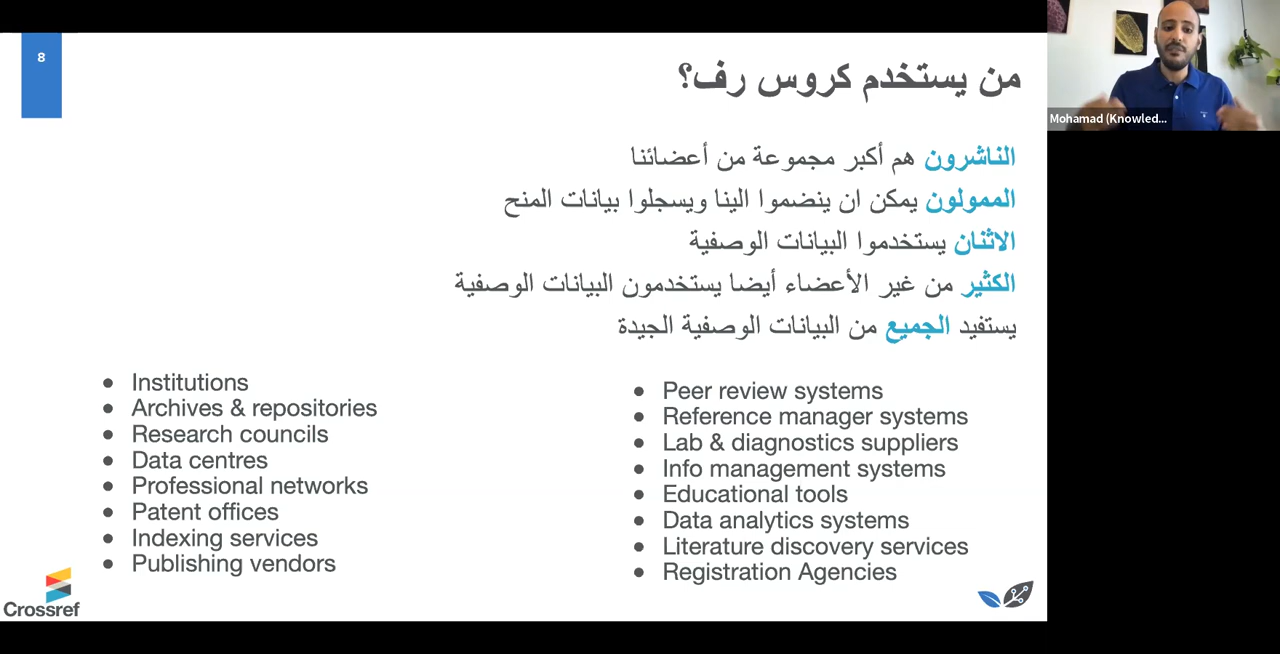 8
من يستخدم كروس رف؟
الناشرون هم أكبر مجموعة من أعضائنا
الممولون يمكن ان ينضموا الينا ويسجلوا بيانات المنح
الاثنان يستخدموا البيانات الوصفية
الكثير من غير الأعضاء أيضا يستخدمون البيانات الوصفية
يستفيد الجميع من البيانات الوصفية الجيدة
• Institutions
• Archives & repositories
• Research councils
• Data centres
• Professional networks
• Patent offices
• Indexing services
• Publishing vendors
• Peer review systems
• Reference manager systems
• Lab & diagnostics suppliers
• Info management systems
• Educational tools
• Data analytics systems
• Literature discovery services
• Registration Agencies
Crossref
Mohamad (Knowled...